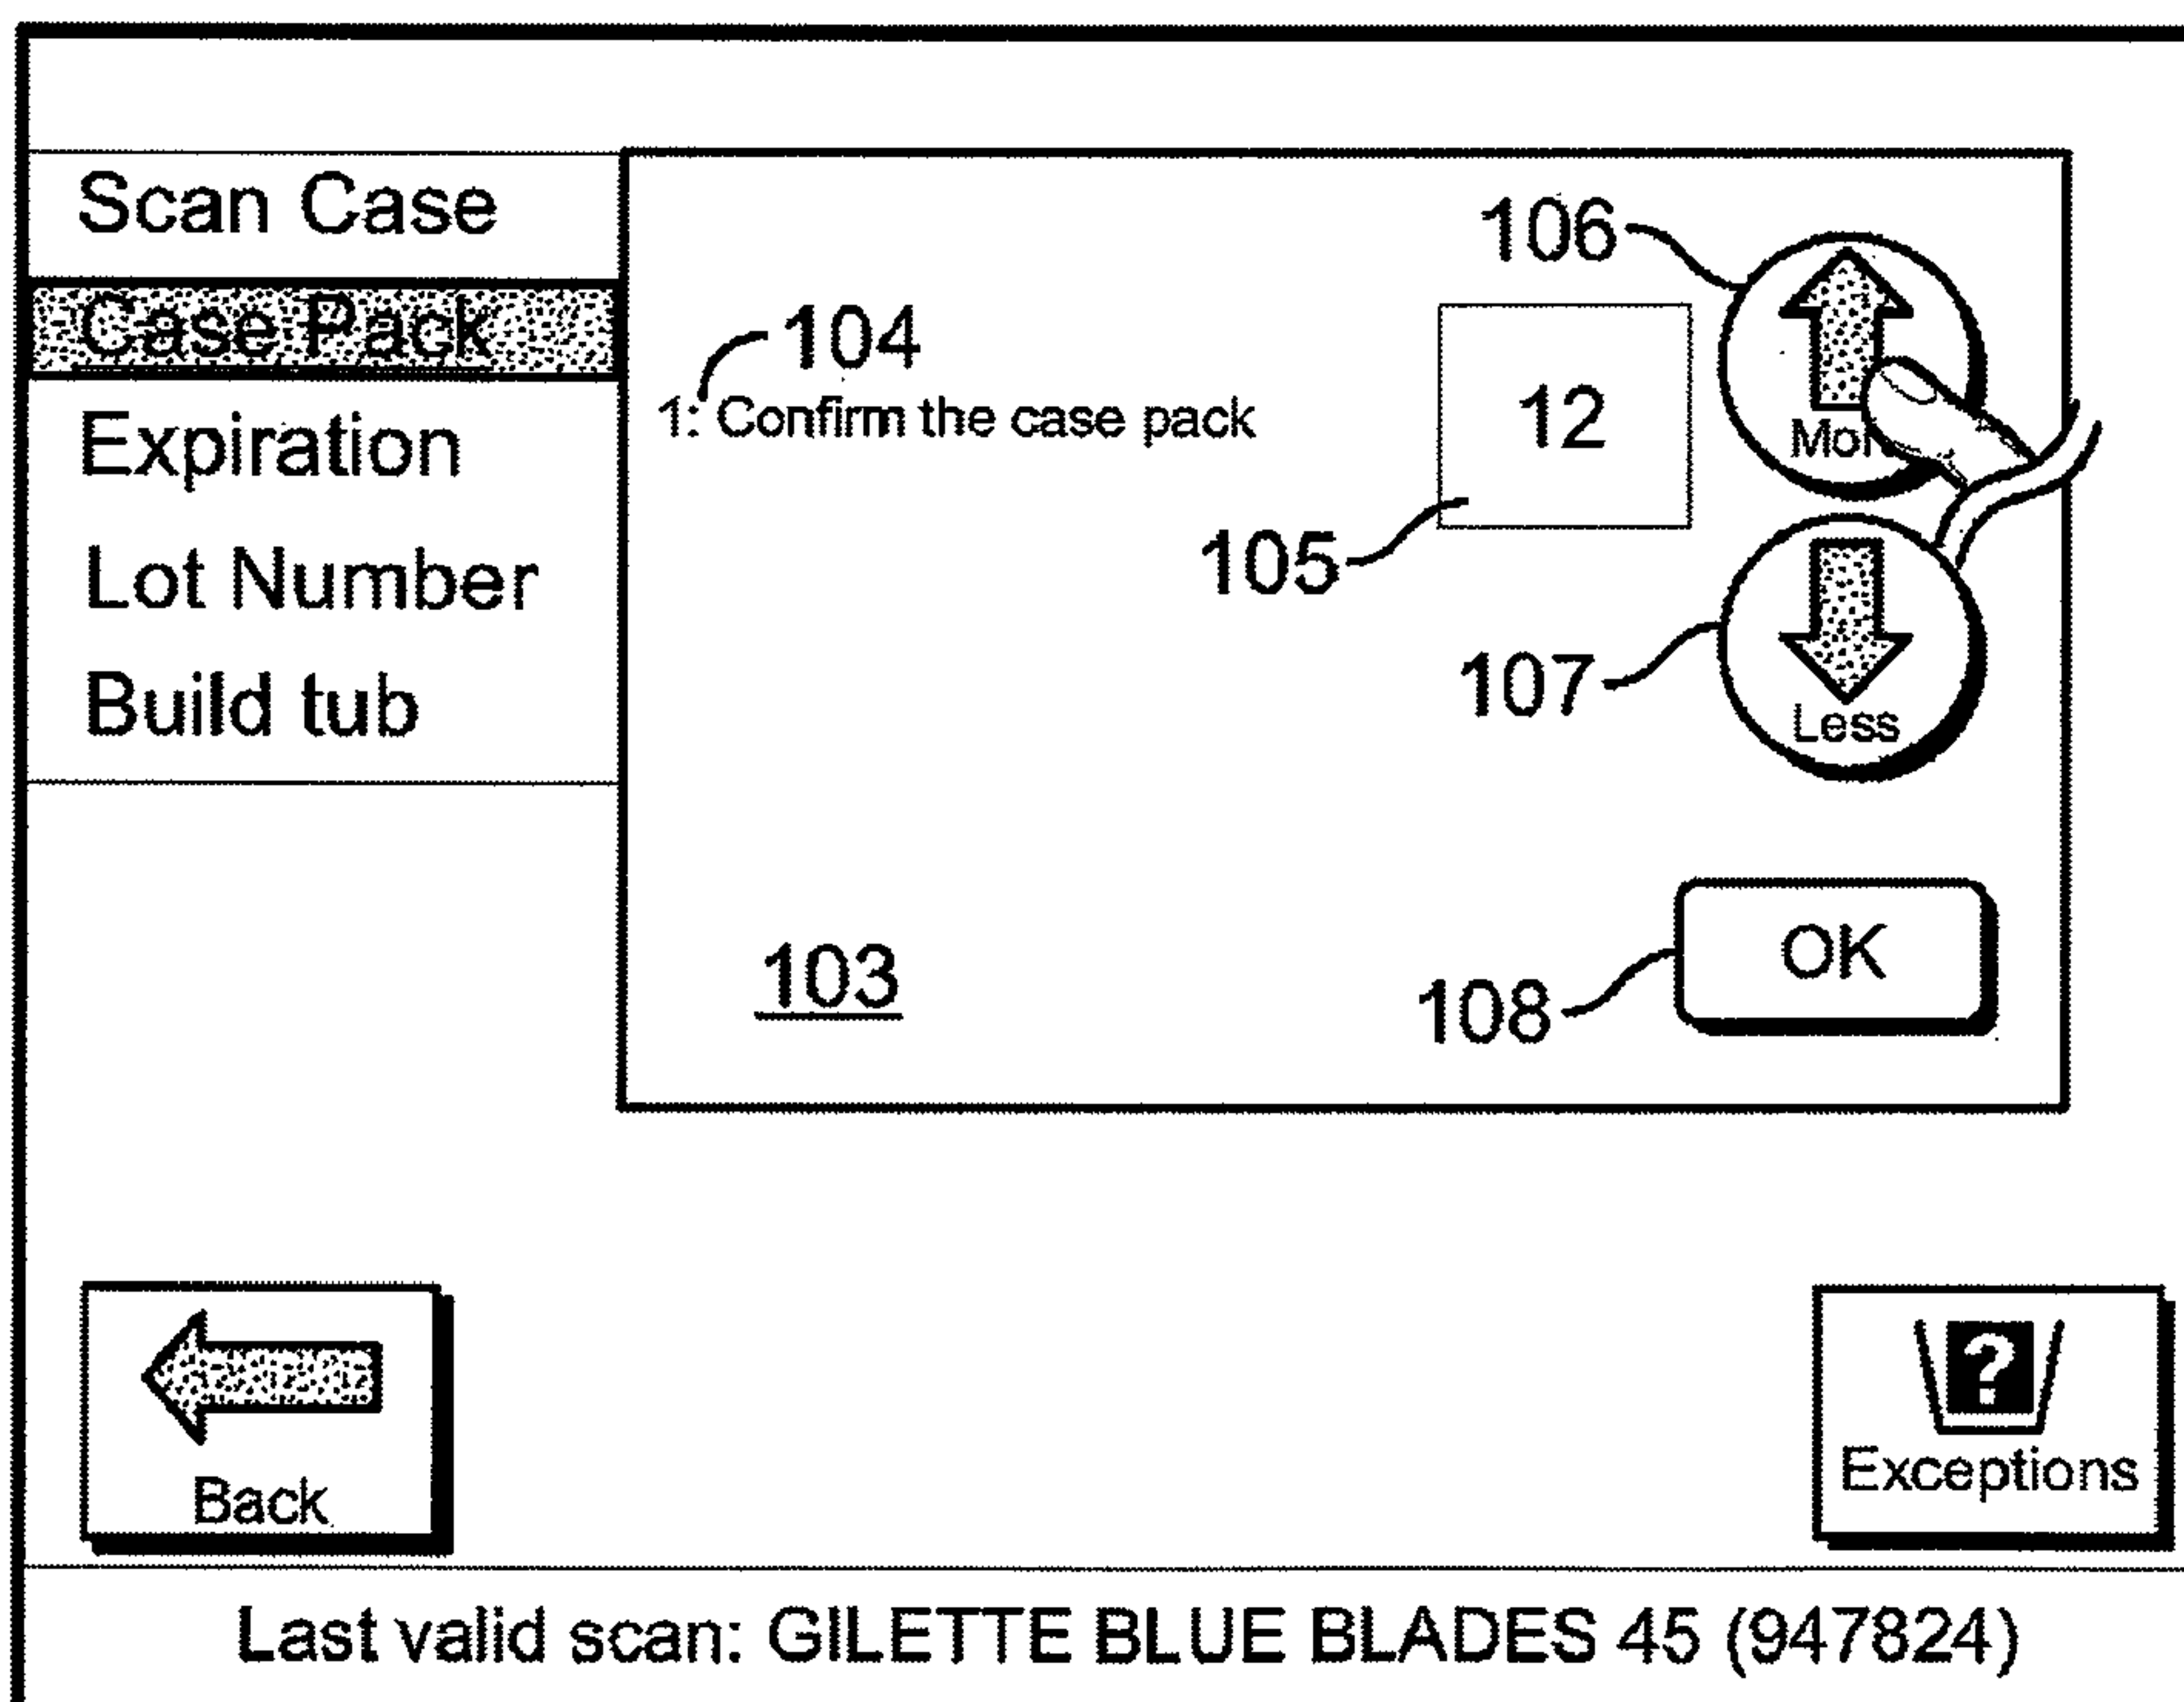 Scan Case
Case Pack
Expiration
Lot Number
Build tub
106
104
1: Confirm the case pack
12
105
Mor
107
Less
OK
103
108
Back
?
Exceptions
Last valid scan: GILETTE BLUE BLADES 45 (947824)